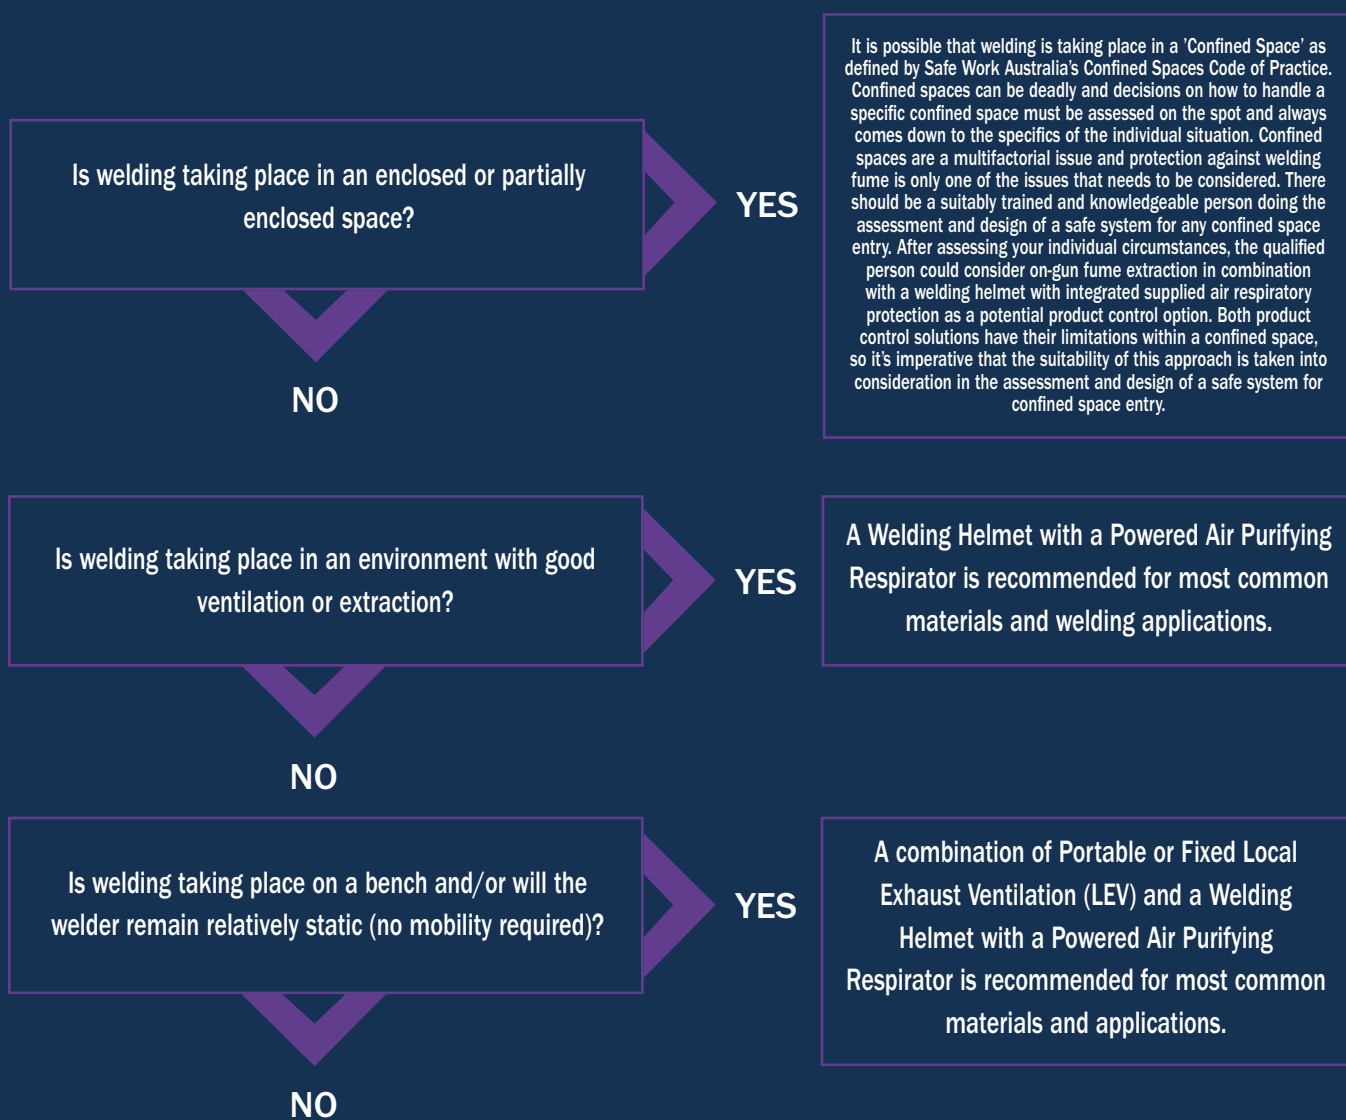 Is welding taking place in an enclosed or partially
enclosed space?
YES
It is possible that welding is taking place in a 'Confined Space' as
defined by Safe Work Australia's Confined Spaces Code of Practice.
Confined spaces can be deadly and decisions on how to handle a
specific confined space must be assessed on the spot and always
comes down to the specifics of the individual situation. Confined
spaces are a multifactorial issue and protection against welding
fume is only one of the issues that needs to be considered. There
should be a suitably trained and knowledgeable person doing the
assessment and design of a safe system for any confined space
entry. After assessing your individual circumstances, the qualified
person could consider on-gun fume extraction in combination
with a welding helmet with integrated supplied air respiratory
protection as a potential product control option. Both product
control solutions have their limitations within a confined space,
so it's imperative that the suitability of this approach is taken into
consideration in the assessment and design of a safe system for
confined space entry.
NO
Is welding taking place in an environment with good
ventilation or extraction?
YES
A Welding Helmet with a Powered Air Purifying
Respirator is recommended for most common
materials and welding applications.
NO
Is welding taking place on a bench and/or will the
welder remain relatively static (no mobility required)?
YES
A combination of Portable or Fixed Local
Exhaust Ventilation (LEV) and a Welding
Helmet with a Powered Air Purifying
Respirator is recommended for most common
materials and applications.
NO